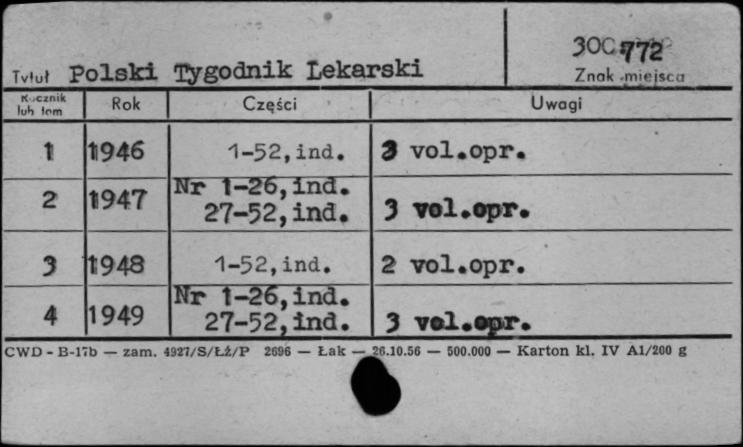 300 772
Tytuł Polski Tygodnik Lekarski
Znak miejsca
Rocznik lub tom Rok Części Uwagi
1 1946 1-52,ind. 3 vol.opr.
Nr 1-26,ind.
2 1947 27-52,ind. 3 vol.opr.
3 1948 1-52,ind. 2 vol.opr.
Nr 1-26,ind.
4 1949 27-52,ind. 3 vol.opr.
CWD - B-17b — zam. 4927/S/Łż/P 2696 — Łak — 26.10.56 — 500.000 — Karton kl. IV A1/200 g